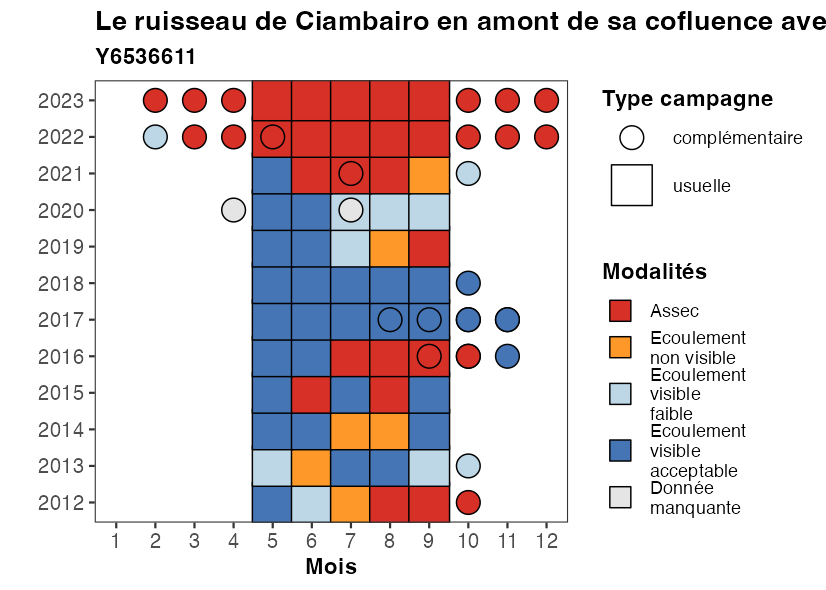 Le ruisseau de Ciambairo en amont de sa cofluence ave
Y6536611
2023
2022
2021
2020
2019
2018
2017
2016
2015
2014
2013
2012
1 2 3 4 5 6 7 8 9 10 11 12
Mois
Type campagne
complémentaire
usuelle
Modalités
Assec
Ecoulement
non visible
Ecoulement
visible
faible
Ecoulement
visible
acceptable
Donnée
manquante